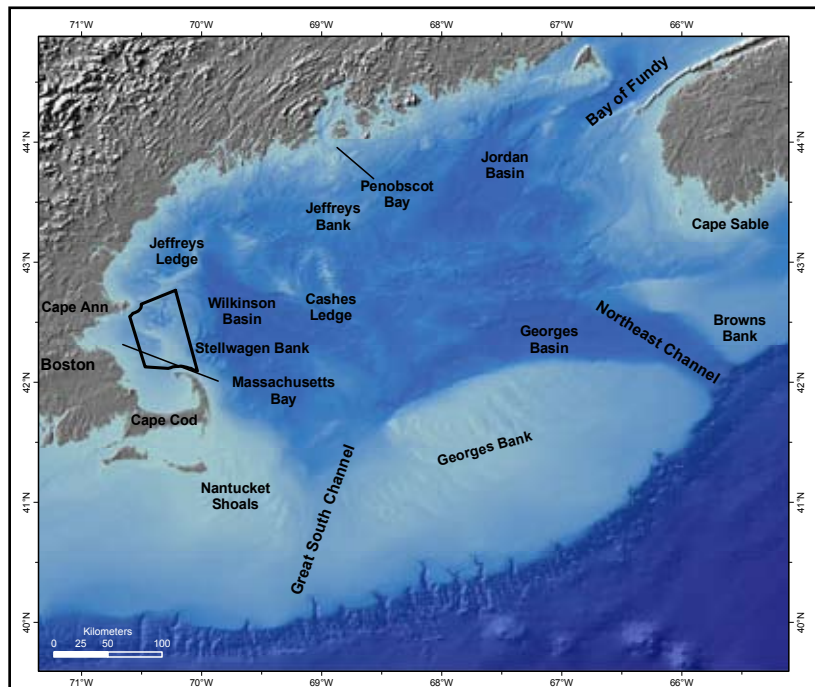 71°W 70°W 69°W 68°W 67°W 66°W
Bay of Fundy
44°N 44°N
Jordan
Basin
Penobscot
Bay
Jeffreys
Bank
Cape Sable
Jeffreys
Ledge
43°N 43°N
Cape Ann
Wilkinson
Basin
Cashes
Ledge
Northeast Channel
Georges
Basin
Browns
Bank
Stellwagen Bank
Boston
42°N 42°N
Massachusetts
Bay
Cape Cod
Georges Bank
Nantucket
Shoals
Great South Channel
41°N 41°N
40°N 40°N
Kilometers
0 25 50 100
71°W 70°W 69°W 68°W 67°W 66°W